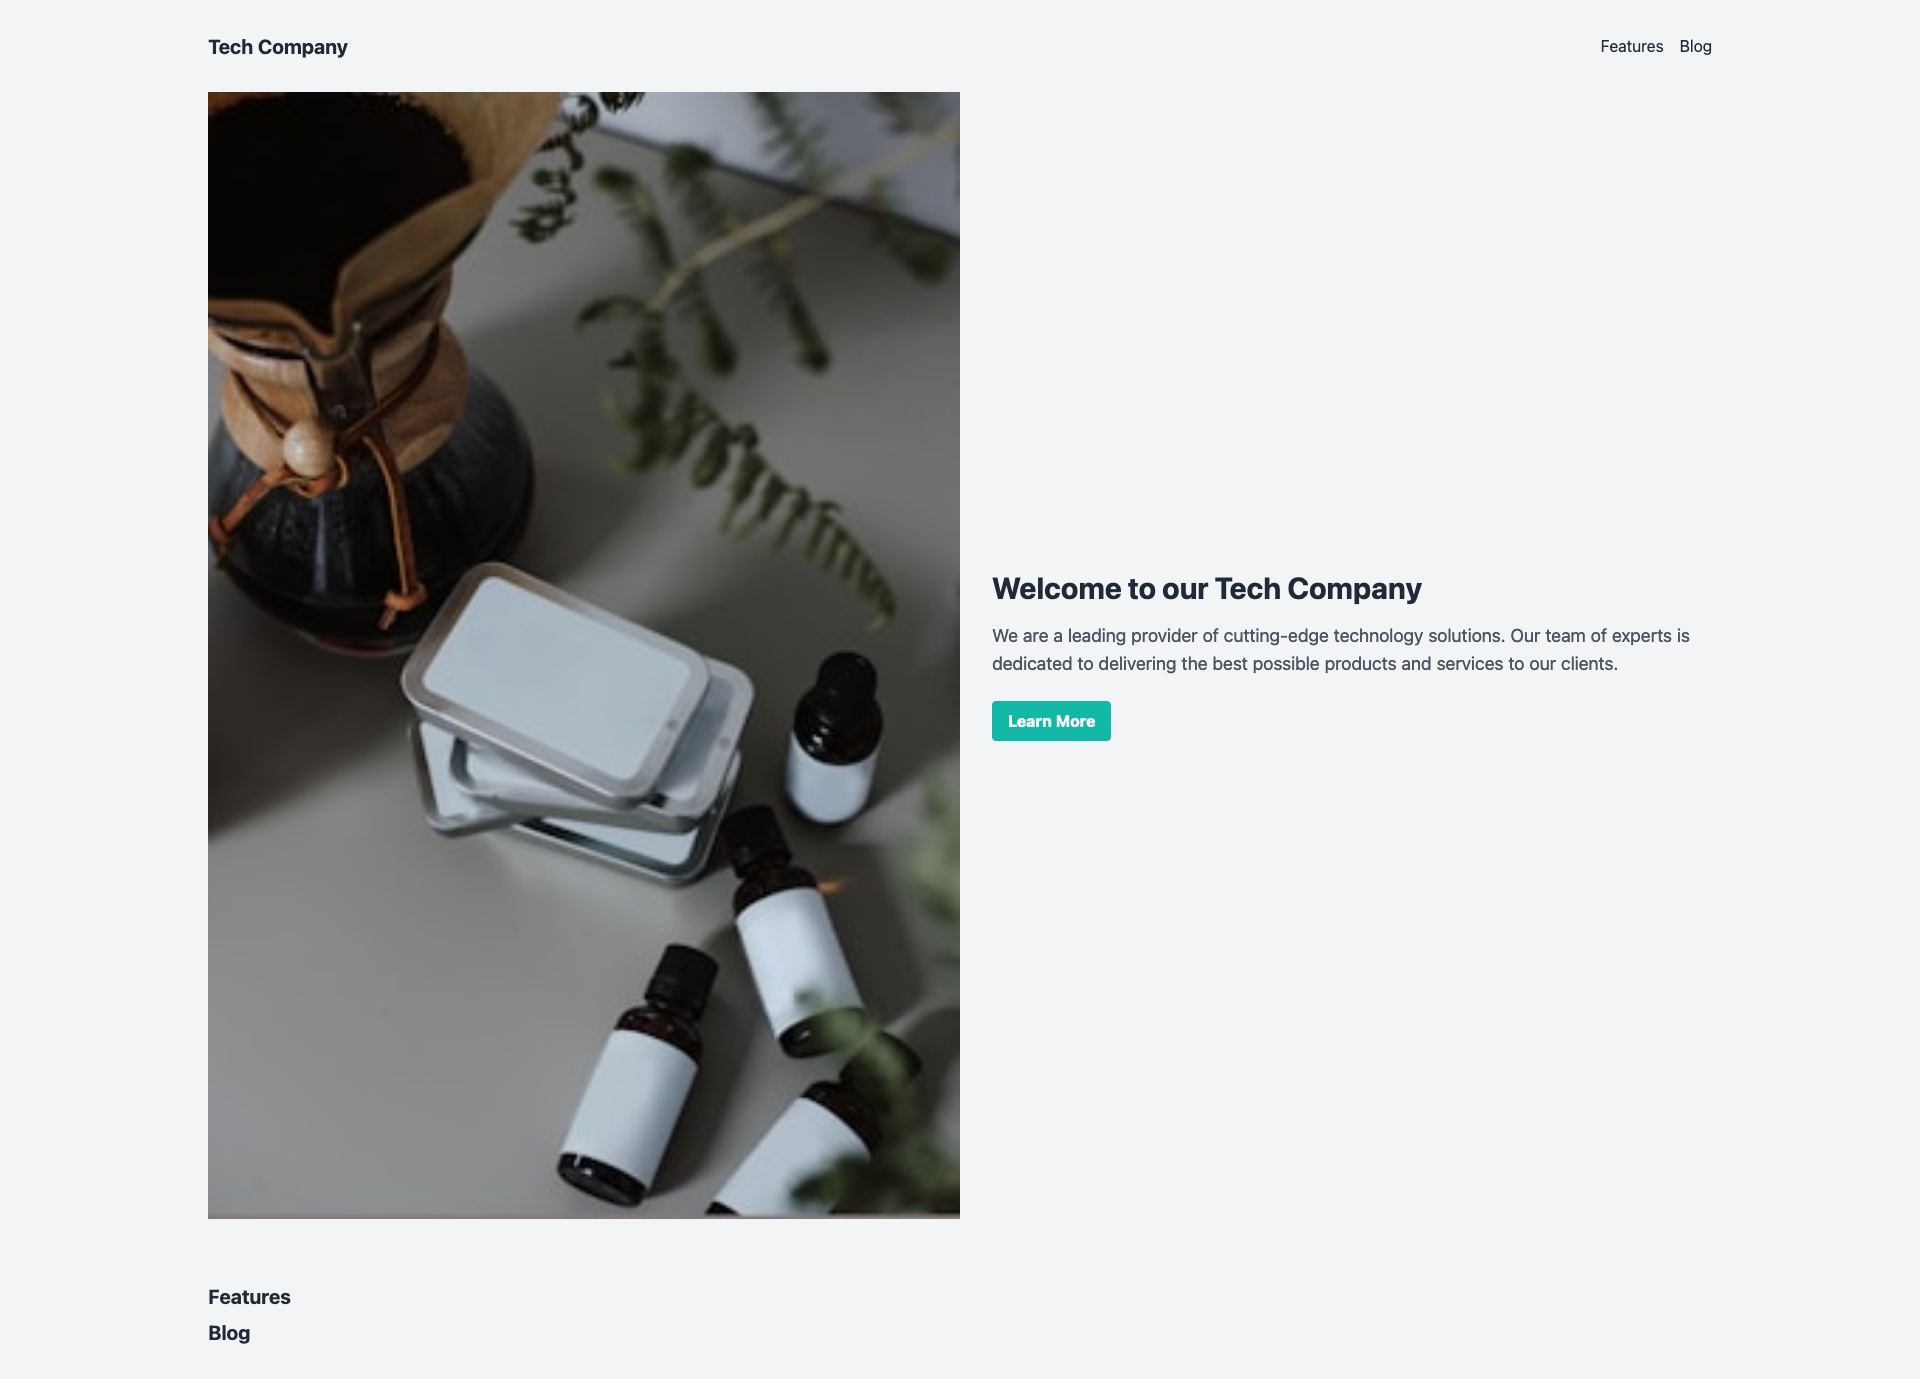 Tech Company
Features
Blog
Welcome to our Tech Company
We are a leading provider of cutting-edge technology solutions. Our team of experts is
dedicated to delivering the best possible products and services to our clients.
Learn More
Features
Blog